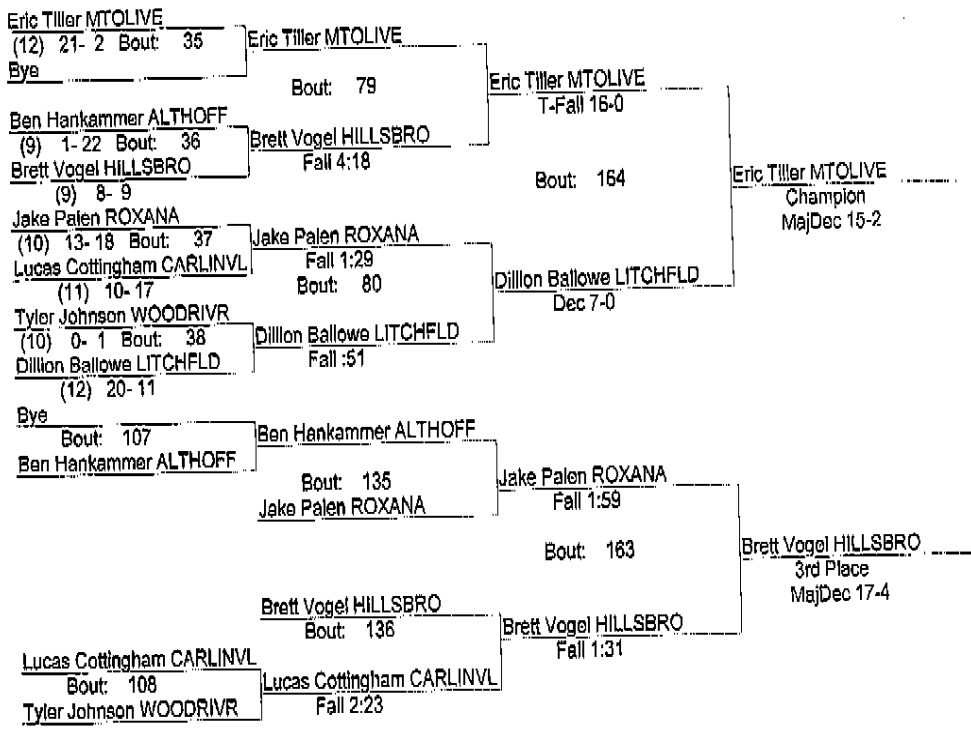 Eric Tiller MTOLIVE
(12) 21- 2 Bout: 35
Bye
Eric Tiller MTOLIVE
Bout: 79
Ben Hankammer ALTHOFF
(9) 1- 22 Bout: 36
Brett Vogel HILLSBRO
(9) 8- 9
Brett Vogel HILLSBRO
Fall 4:18
Eric Tiller MTOLIVE
T-Fall 16-0
Bout: 164
Jake Palen ROXANA
(10) 13- 18 Bout: 37
Lucas Cottingham CARLINVL
(11) 10- 17
Jake Palen ROXANA
Fall 1:29
Bout: 80
Tyler Johnson WOODRIVR
(10) 0- 1 Bout: 38
Dillion Ballowe LITCHFLD
(12) 20- 11
Dillion Ballowe LITCHFLD
Fall :51
Dillion Ballowe LITCHFLD
Dec 7-0
Eric Tiller MTOLIVE
Champion
MajDec 15-2
Bye
Bout: 107
Ben Hankammer ALTHOFF
Ben Hankammer ALTHOFF
Bout: 135
Jake Palen ROXANA
Jake Palen ROXANA
Fall 1:59
Bout: 163
Brett Vogel HILLSBRO
Bout: 136
Lucas Cottingham CARLINVL
Bout: 108
Tyler Johnson WOODRIVR
Lucas Cottingham CARLINVL
Fall 2:23
Brett Vogel HILLSBRO
Fall 1:31
Brett Vogel HILLSBRO
3rd Place
MajDec 17-4